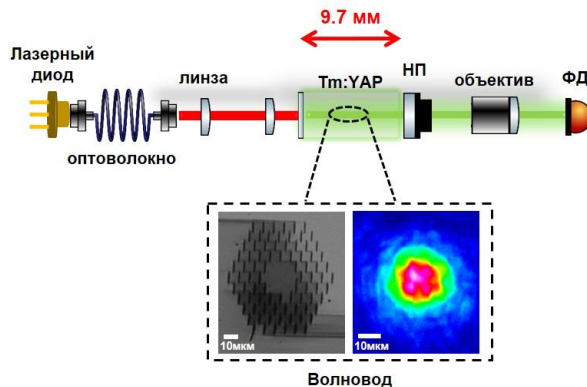 9.7 мм
Лазерный
диод
линза
Tm:YAP
НП
объектив
ФД
оптоволокно
10мкм
10мкм
Волновод